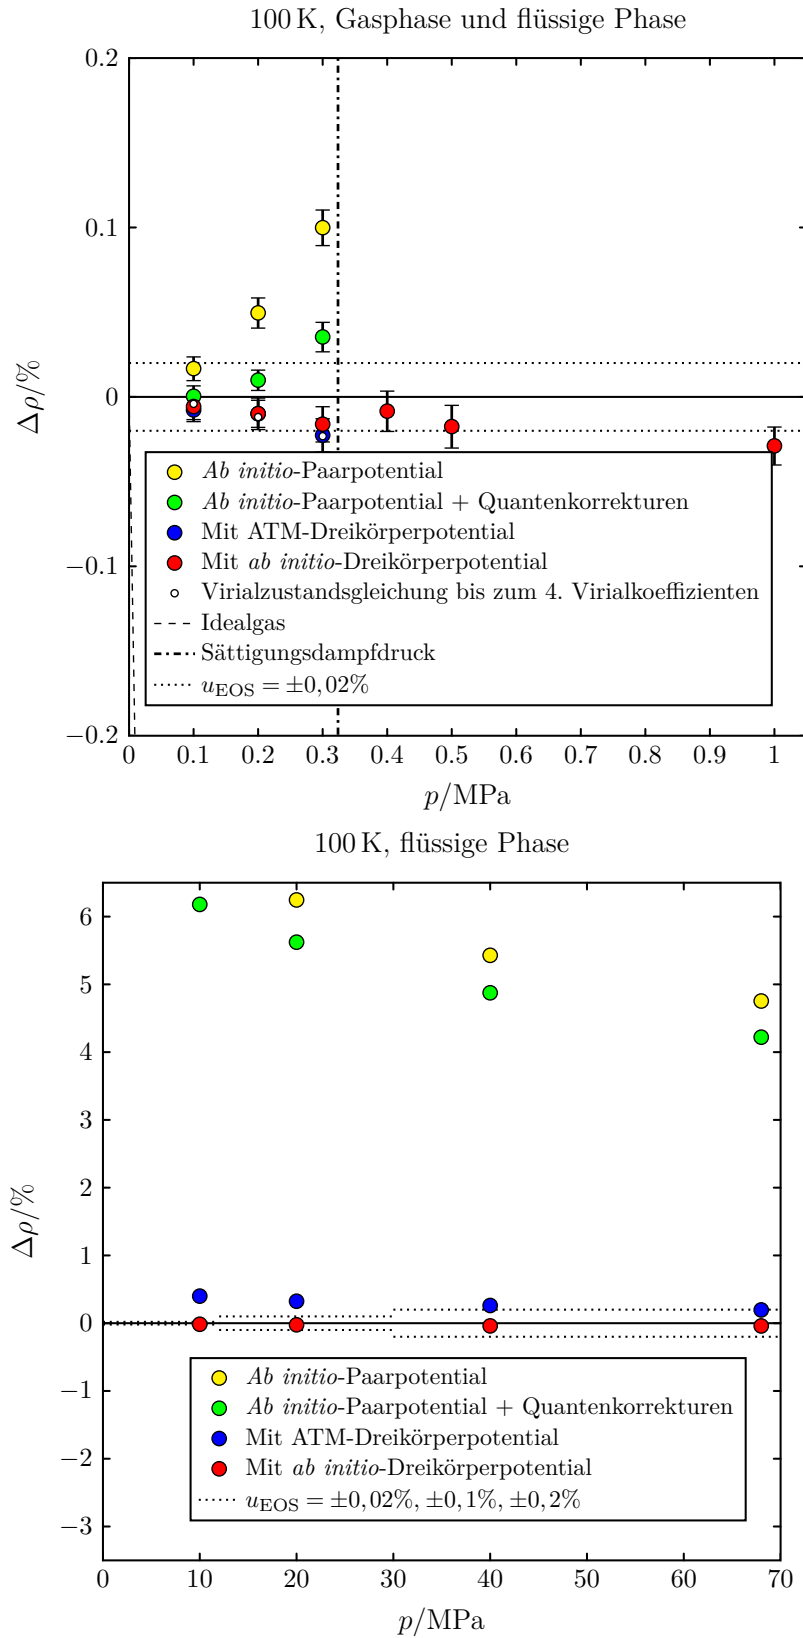 100 K, Gasphase und flüssige Phase
0.2
0.1
0
−0.1
−0.2
Δρ/%
Ab initio-Paarpotential
Ab initio-Paarpotential + Quantenkorrekturen
Mit ATM-Dreikörperpotential
Mit ab initio-Dreikörperpotential
Virialzustandsgleichung bis zum 4. Virialkoeffizienten
Idealgas
Sättigungsdampfdruck
u_EOS = ±0,02%
0 0.1 0.2 0.3 0.4 0.5 0.6 0.7 0.8 0.9 1
p/MPa
100 K, flüssige Phase
6
5
4
3
2
1
0
−1
−2
−3
Δρ/%
Ab initio-Paarpotential
Ab initio-Paarpotential + Quantenkorrekturen
Mit ATM-Dreikörperpotential
Mit ab initio-Dreikörperpotential
u_EOS = ±0,02%, ±0,1%, ±0,2%
0 10 20 30 40 50 60 70
p/MPa